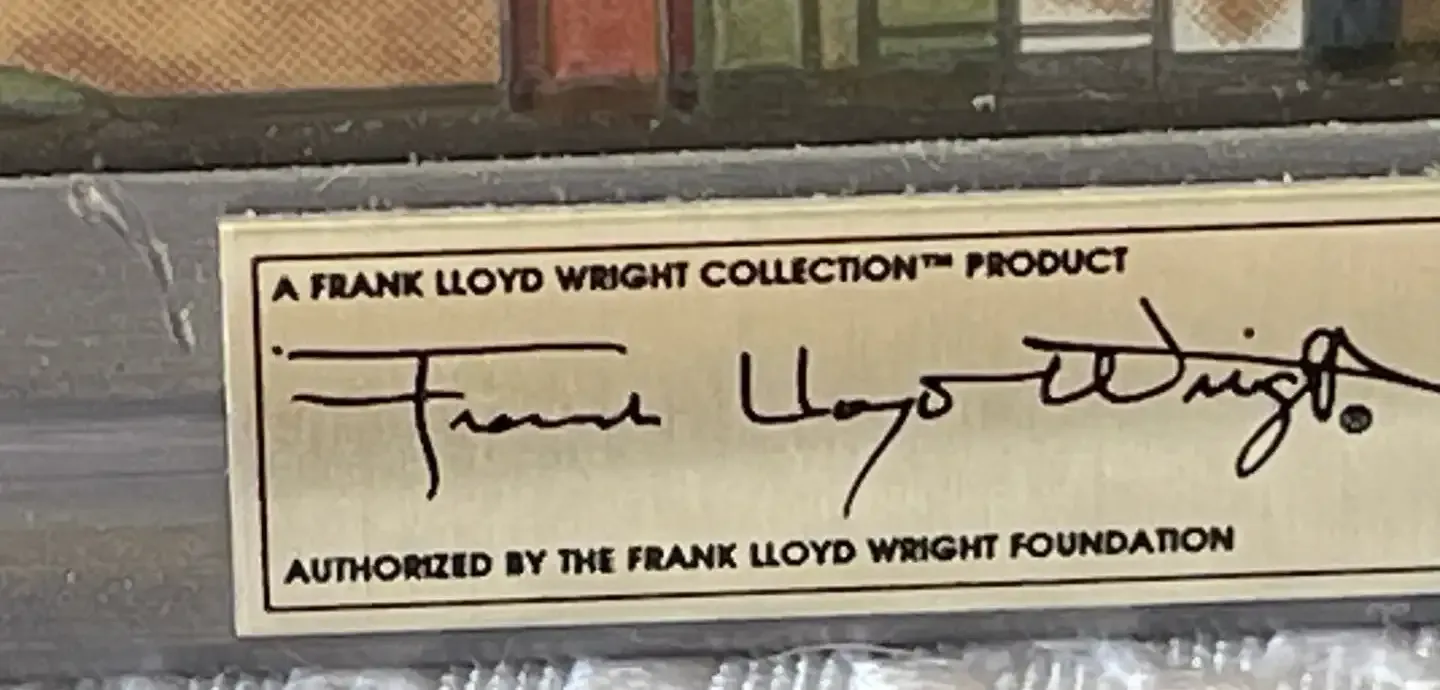 A FRANK LLOYD WRIGHT COLLECTION™ PRODUCT
Frank Lloyd Wright
AUTHORIZED BY THE FRANK LLOYD WRIGHT FOUNDATION